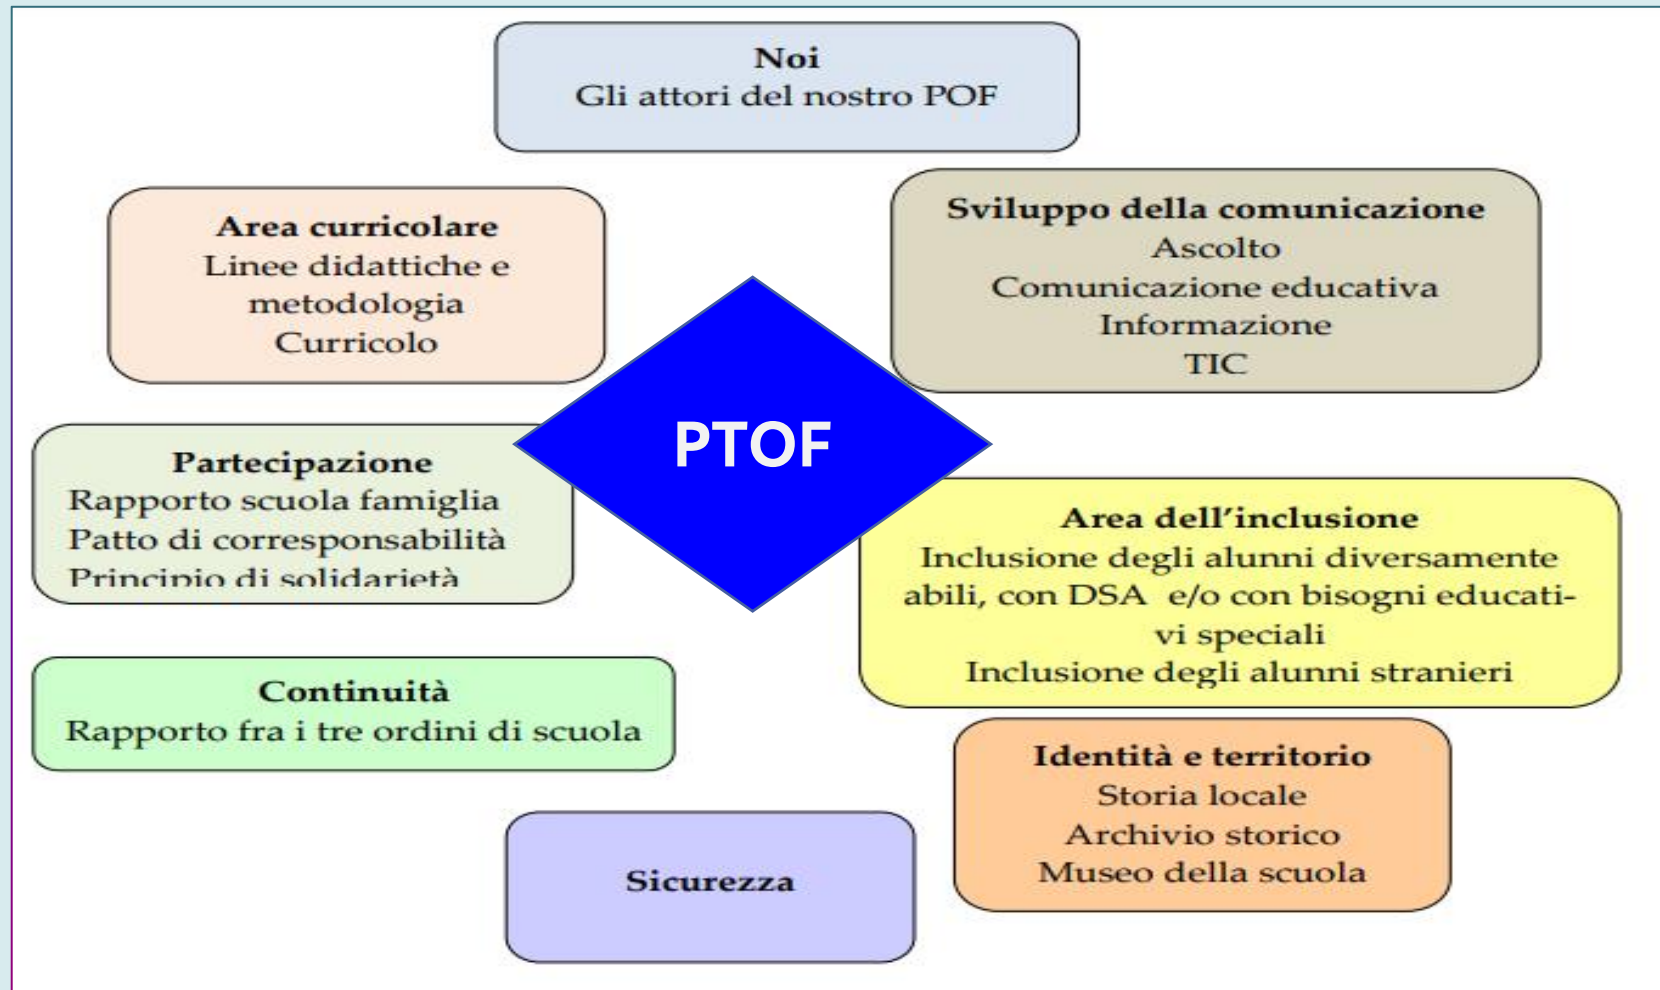 Noi
Gli attori del nostro POF
Area curricolare
Linee didattiche e
metodologia
Curricolo
Sviluppo della comunicazione
Ascolto
Comunicazione educativa
Informazione
TIC
PTOF
Partecipazione
Rapporto scuola famiglia
Patto di corresponsabilità
Principio di solidarietà
Area dell’inclusione
Inclusione degli alunni diversamente
abili, con DSA e/o con bisogni educati-
vi speciali
Inclusione degli alunni stranieri
Continuità
Rapporto fra i tre ordini di scuola
Identità e territorio
Storia locale
Archivio storico
Museo della scuola
Sicurezza